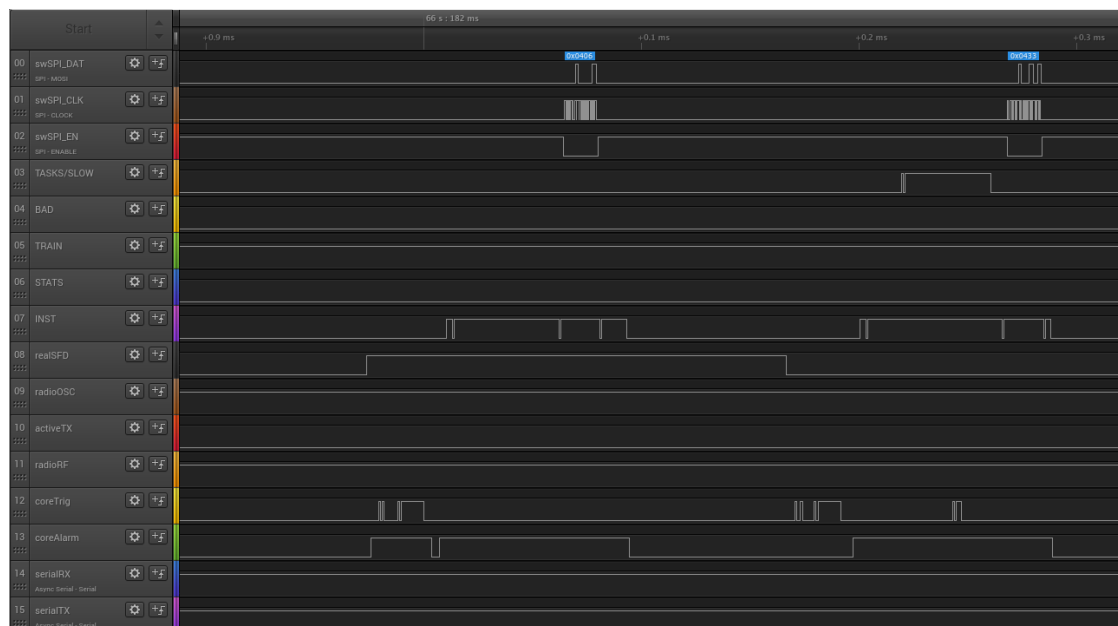 Start
66 s : 182 ms
+0.9 ms
+0.1 ms
+0.2 ms
+0.3 ms
00 swSPI_DAT
SPI - MOSI
0x0406
0x0433
01 swSPI_CLK
SPI - CLOCK
02 swSPI_EN
SPI - ENABLE
03 TASKS/SLOW
04 BAD
05 TRAIN
06 STATS
07 INST
08 realSFD
09 radioOSC
10 activeTX
11 radioRF
12 coreTrig
13 coreAlarm
14 serialRX
Async Serial - Serial
15 serialTX
Async Serial - Serial